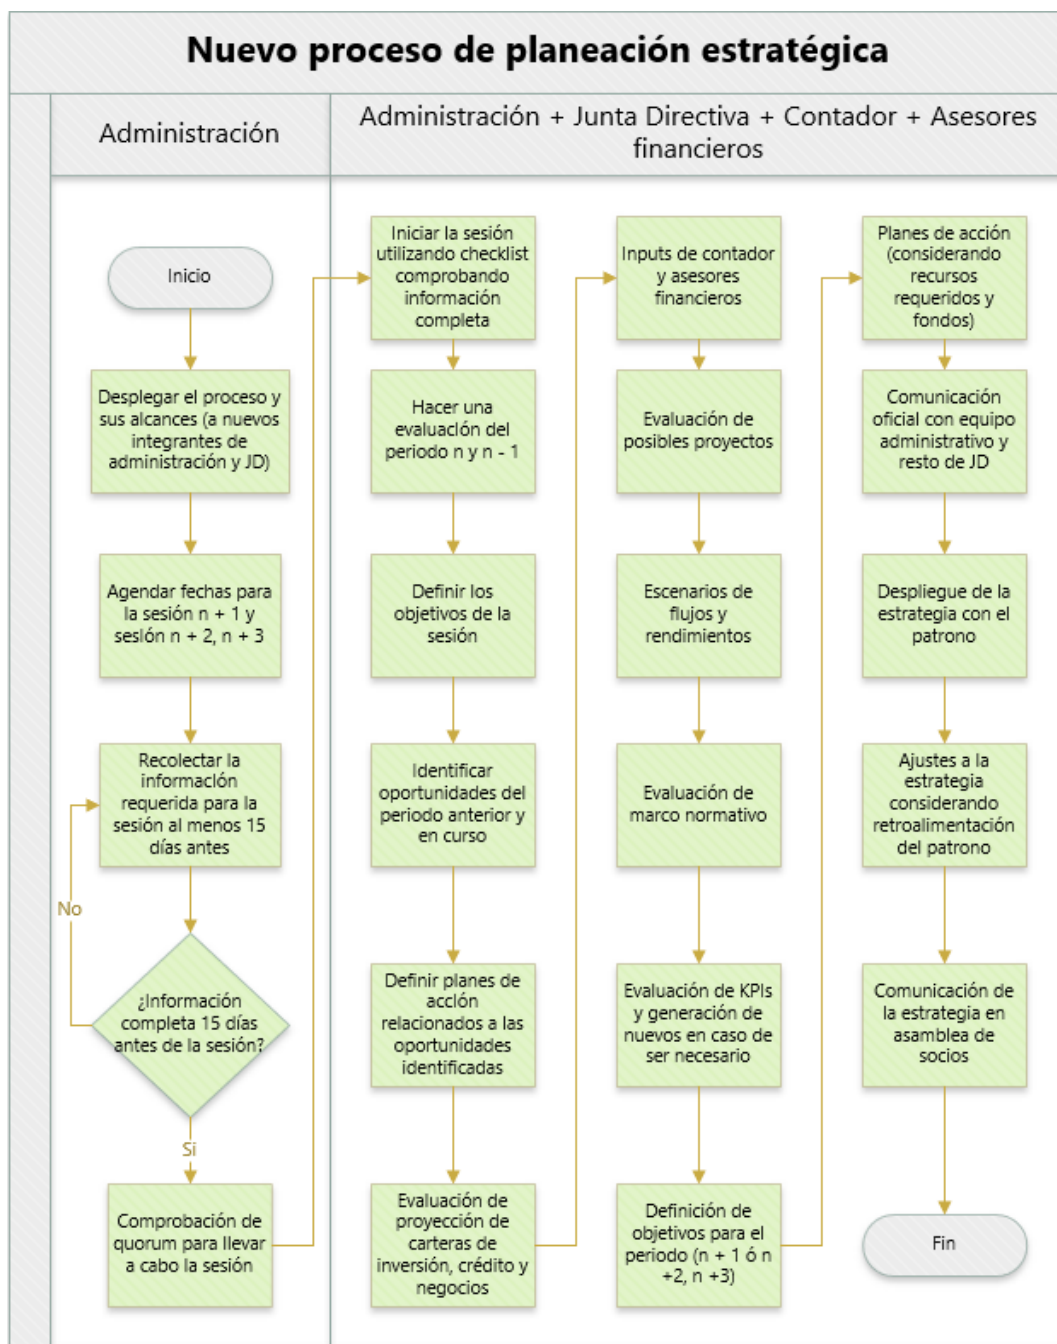 Nuevo proceso de planeación estratégica
Administración
Administración + Junta Directiva + Contador + Asesores
financieros
Inicio
Desplegar el proceso y
sus alcances (a nuevos
integrantes de
administración y JD)
Agendar fechas para
la sesión n + 1 y
sesión n + 2, n + 3
Recolectar la
información
requerida para la
sesión al menos 15
días antes
No
¿Información
completa 15 días
antes de la sesión?
Si
Comprobación de
quorum para llevar
a cabo la sesión
Iniciar la sesión
utilizando checklist
comprobando
información
completa
Hacer una
evaluación del
periodo n y n - 1
Definir los
objetivos de la
sesión
Identificar
oportunidades del
periodo anterior y
en curso
Definir planes de
acción
relacionados a las
oportunidades
identificadas
Evaluación de
proyección de
carteras de
inversión, crédito y
negocios
Inputs de contador
y asesores
financieros
Evaluación de
posibles proyectos
Escenarios de
flujos y
rendimientos
Evaluación de
marco normativo
Evaluación de KPIs
y generación de
nuevos en caso de
ser necesario
Definición de
objetivos para el
periodo (n + 1 ó n
+2, n +3)
Planes de acción
(considerando
recursos
requeridos y
fondos)
Comunicación
oficial con equipo
administrativo y
resto de JD
Despliegue de la
estrategia con el
patrono
Ajustes a la
estrategia
considerando
retroalimentación
del patrono
Comunicación de
la estrategia en
asamblea de
socios
Fin